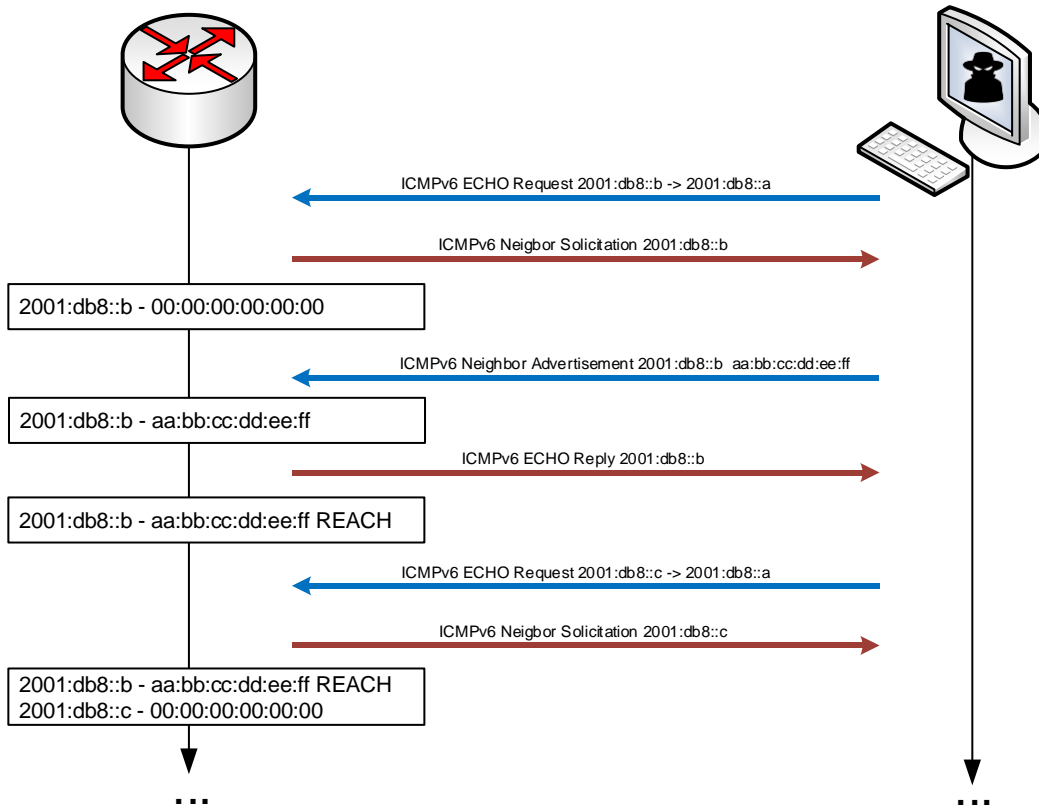 ICMPv6 ECHO Request 2001:db8::b -> 2001:db8::a
ICMPv6 Neigbor Solicitation 2001:db8::b
2001:db8::b - 00:00:00:00:00:00
ICMPv6 Neighbor Advertisement 2001:db8::b aa:bb:cc:dd:ee:ff
2001:db8::b - aa:bb:cc:dd:ee:ff
ICMPv6 ECHO Reply 2001:db8::b
2001:db8::b - aa:bb:cc:dd:ee:ff REACH
ICMPv6 ECHO Request 2001:db8::c -> 2001:db8::a
ICMPv6 Neigbor Solicitation 2001:db8::c
2001:db8::b - aa:bb:cc:dd:ee:ff REACH
2001:db8::c - 00:00:00:00:00:00
... ...